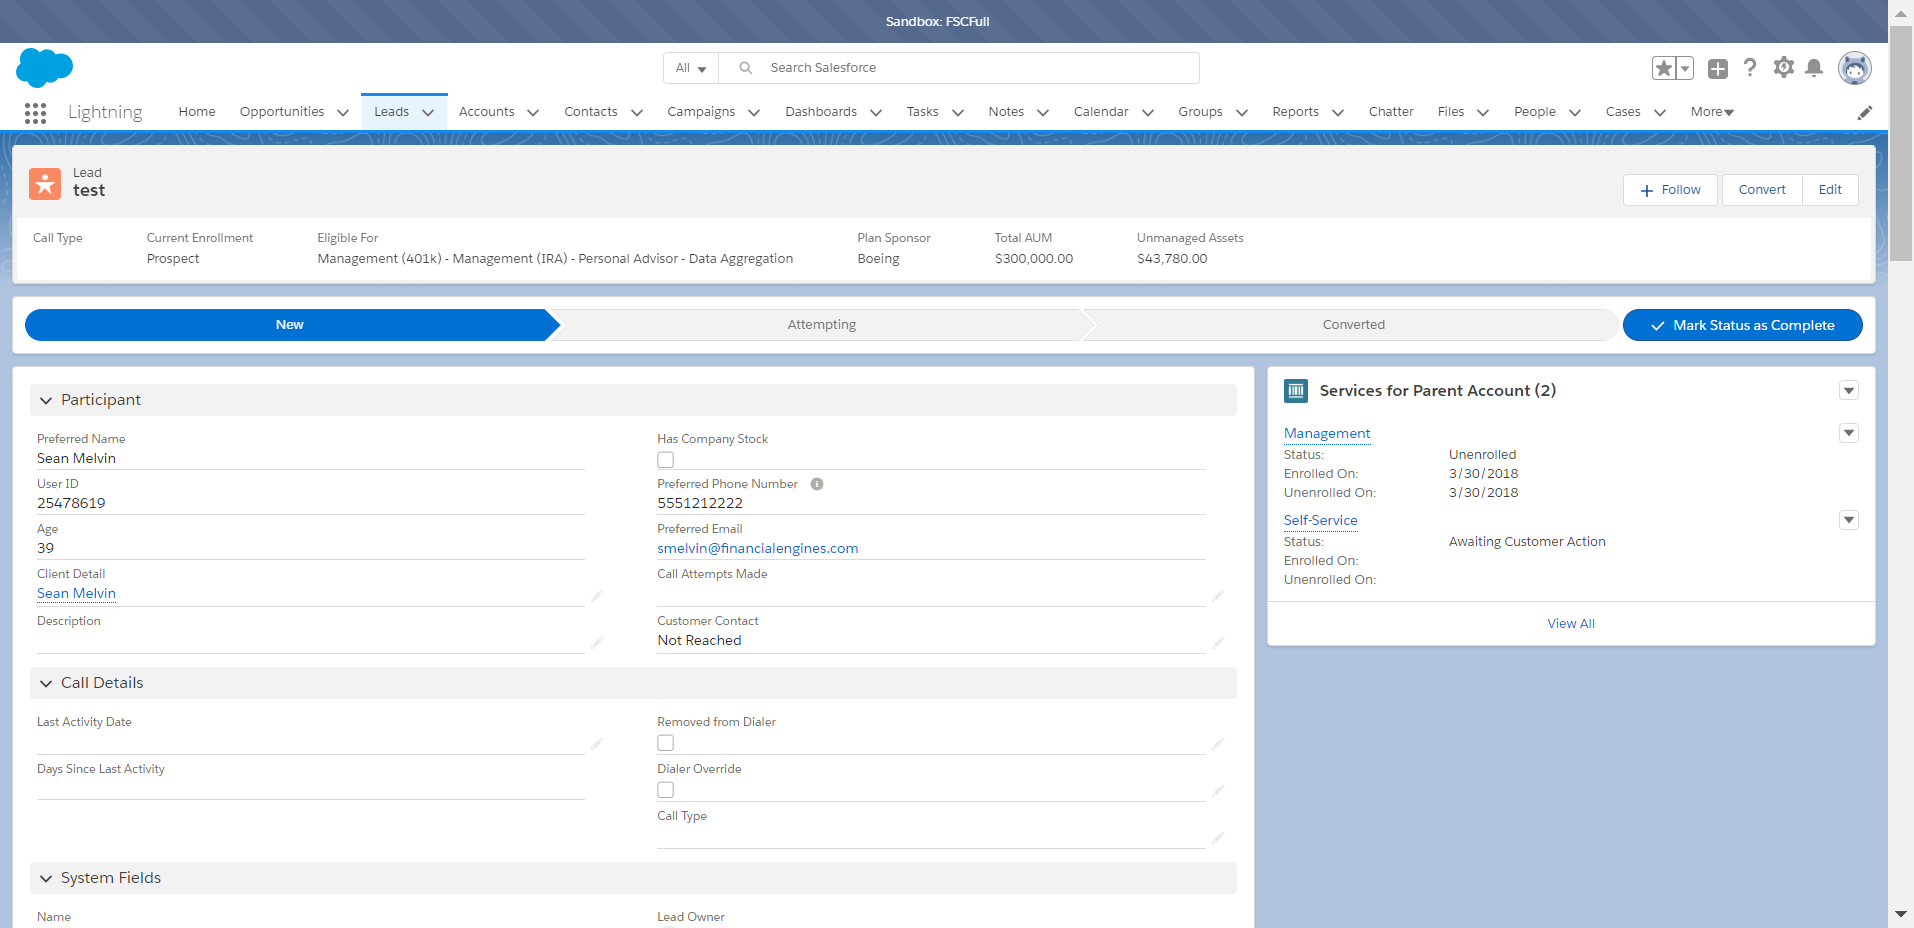 Sandbox: FSCFull
All
Search Salesforce
Lightning
Home Opportunities Leads Accounts Contacts Campaigns Dashboards Tasks Notes Calendar Groups Reports Chatter Files People Cases More
Lead
test
Follow Convert Edit
Call Type Current Enrollment Eligible For Plan Sponsor Total AUM Unmanaged Assets
Prospect Management (401k) - Management (IRA) - Personal Advisor - Data Aggregation Boeing $300,000.00 $43,780.00
New Attempting Converted Mark Status as Complete
Participant
Preferred Name Has Company Stock
Sean Melvin
User ID Preferred Phone Number
25478619 5551212222
Age Preferred Email
39 smelvin@financialengines.com
Client Detail Call Attempts Made
Sean Melvin
Description Customer Contact
Not Reached
Call Details
Last Activity Date Removed from Dialer
Days Since Last Activity Dialer Override
Call Type
System Fields
Name Lead Owner
Services for Parent Account (2)
Management
Status: Unenrolled
Enrolled On: 3/30/2018
Unenrolled On: 3/30/2018
Self-Service
Status: Awaiting Customer Action
Enrolled On:
Unenrolled On:
View All